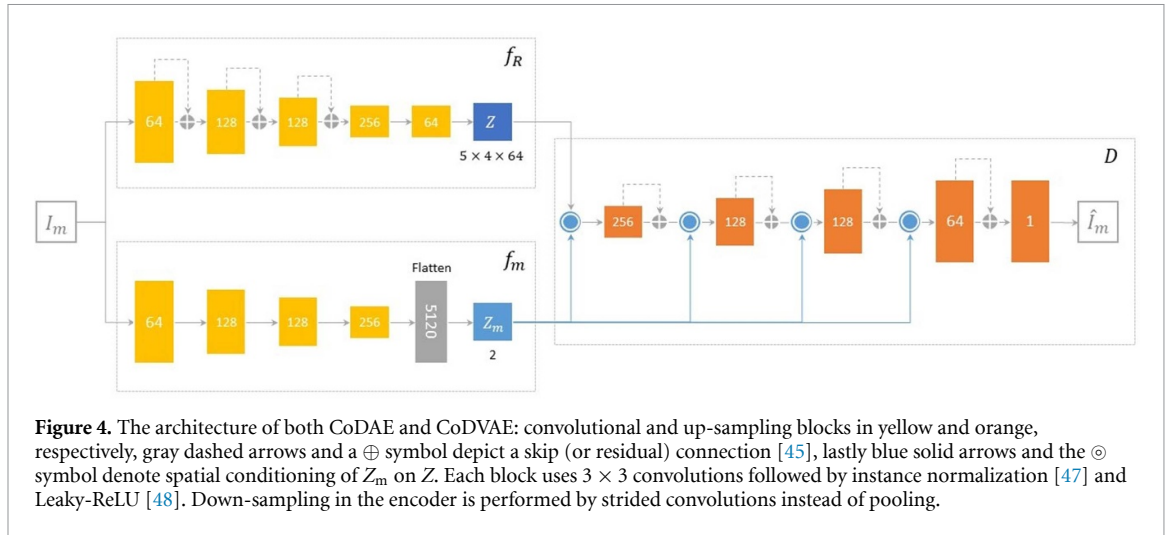 f_R
64
128
128
256
64
Z
5 × 4 × 64
D
I_m
256
128
128
64
1
Î_m
f_m
Flatten
64
128
128
256
5120
Z_m
2
Figure 4. The architecture of both CoDAE and CoDVAE: convolutional and up-sampling blocks in yellow and orange,
respectively, gray dashed arrows and a ⊕ symbol depict a skip (or residual) connection [45], lastly blue solid arrows and the ⊚
symbol denote spatial conditioning of Z_m on Z. Each block uses 3 × 3 convolutions followed by instance normalization [47] and
Leaky-ReLU [48]. Down-sampling in the encoder is performed by strided convolutions instead of pooling.